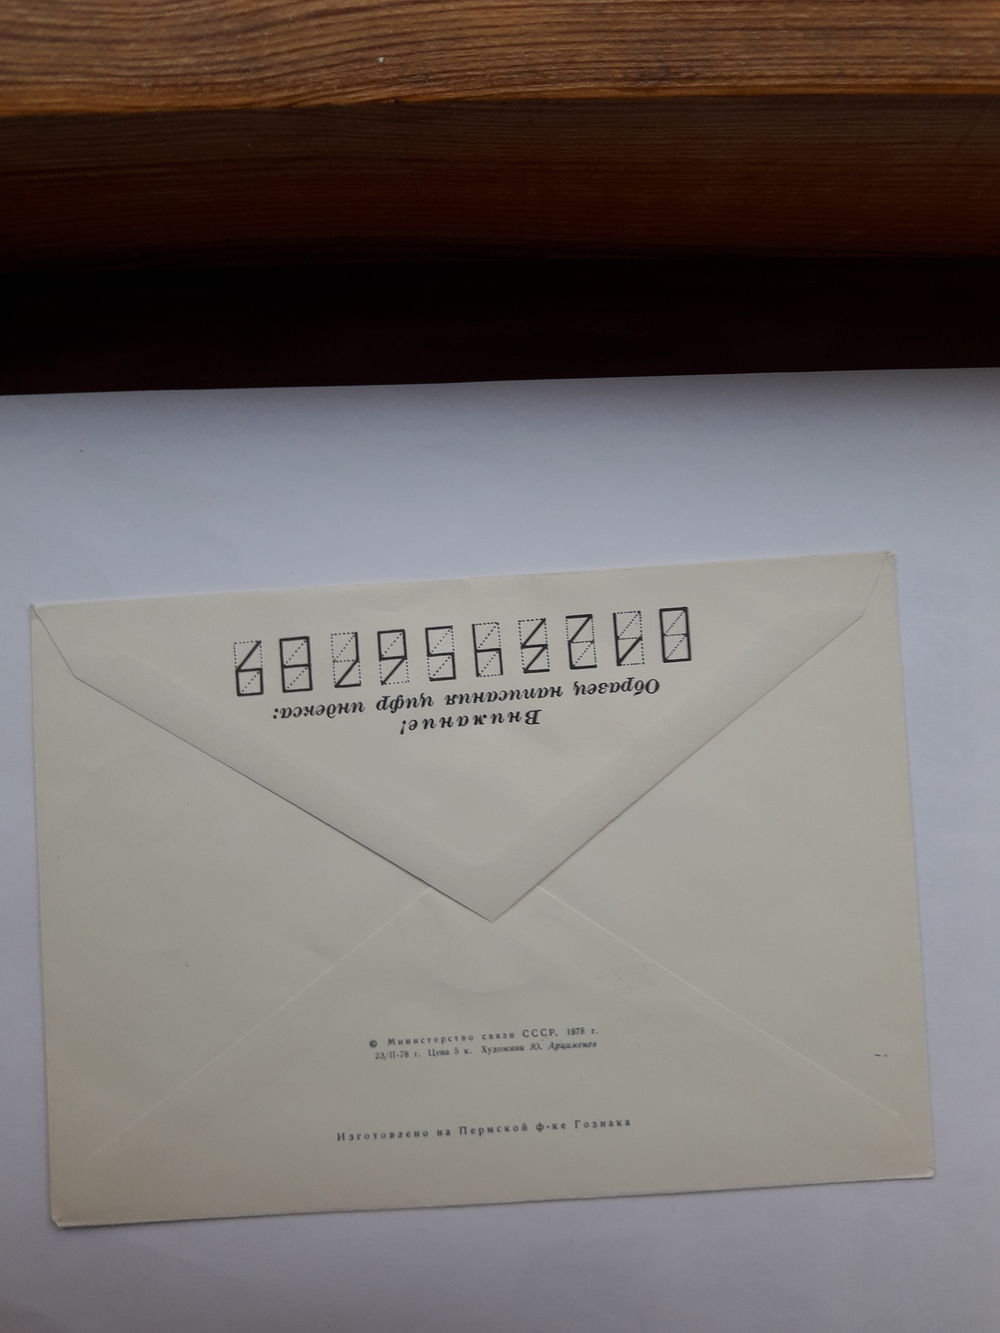 Внимание!
Образец написания цифр индекса:
0123456789
© Министерство связи СССР, 1978 г.
23/II-78 г. Цена 5 к. Художник Ю. Арцименев
Изготовлено на Пермской ф-ке Гознака